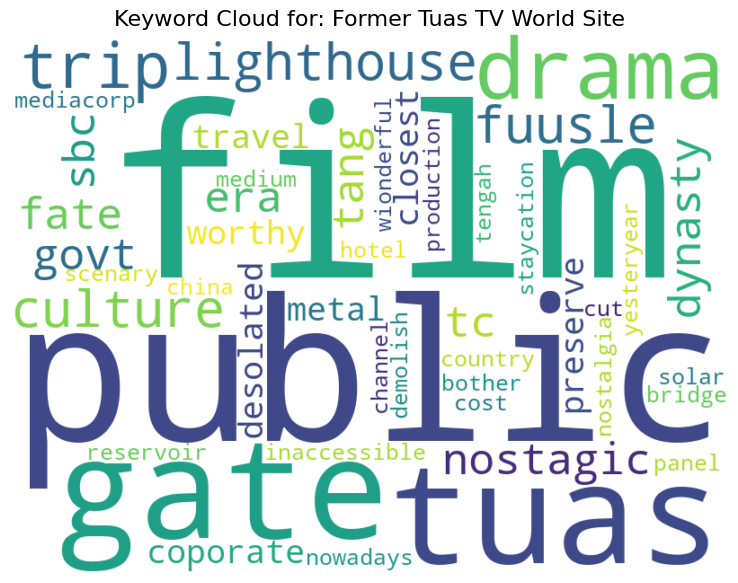 Keyword Cloud for: Former Tuas TV World Site
trip lighthouse drama
mediacorp
sbc film fuusle
travel tang wionderful closest production
medium
era
fate worthy tengah staycation dynasty
govt hotel
scenary china yesteryear
culture desolated metal tc preserve cut
public
channel demolish country nostalgia
bother solar
cost bridge
reservoir inaccessible nostagic panel
gate tuas
coporate nowadays